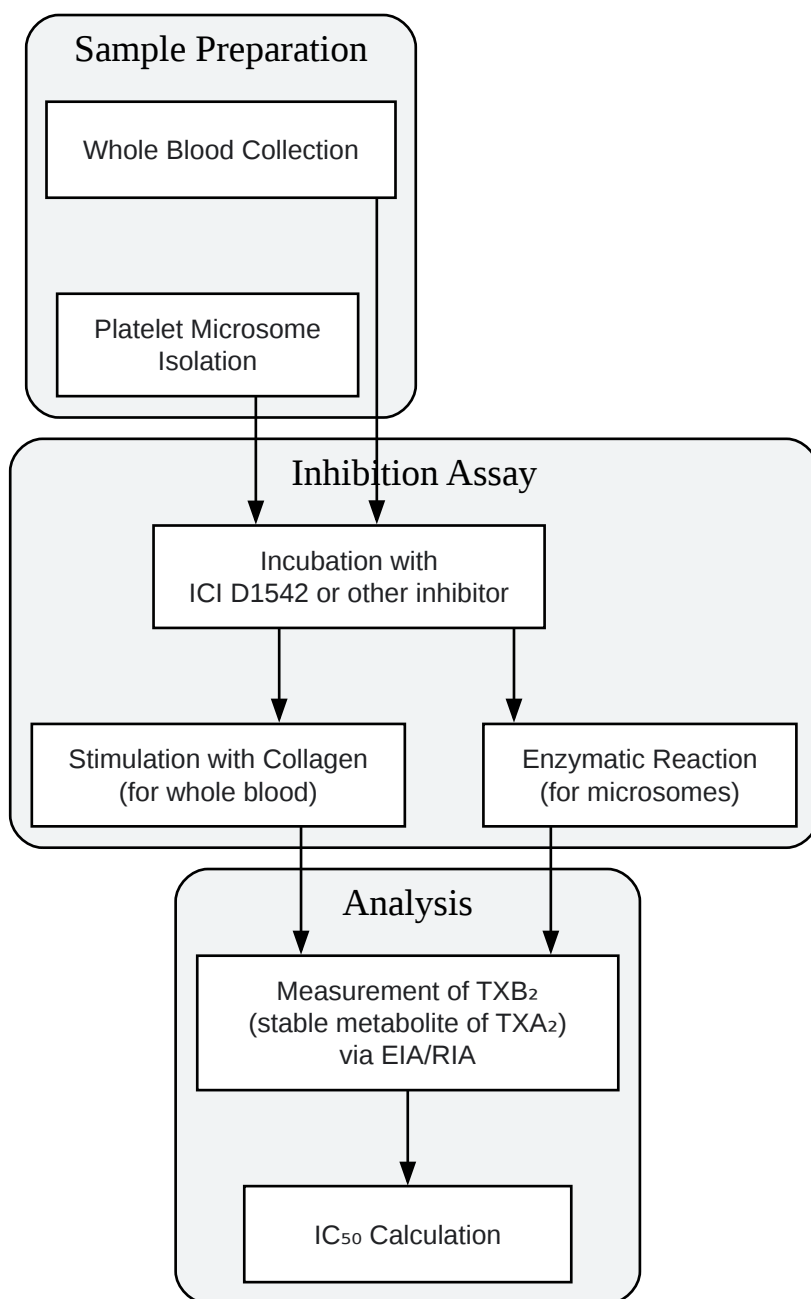 Sample Preparation
Whole Blood Collection
Platelet Microsome
Isolation
Inhibition Assay
Incubation with
ICI D1542 or other inhibitor
Stimulation with Collagen
(for whole blood)
Enzymatic Reaction
(for microsomes)
Analysis
Measurement of TXB₂
(stable metabolite of TXA₂)
via EIA/RIA
IC₅₀ Calculation